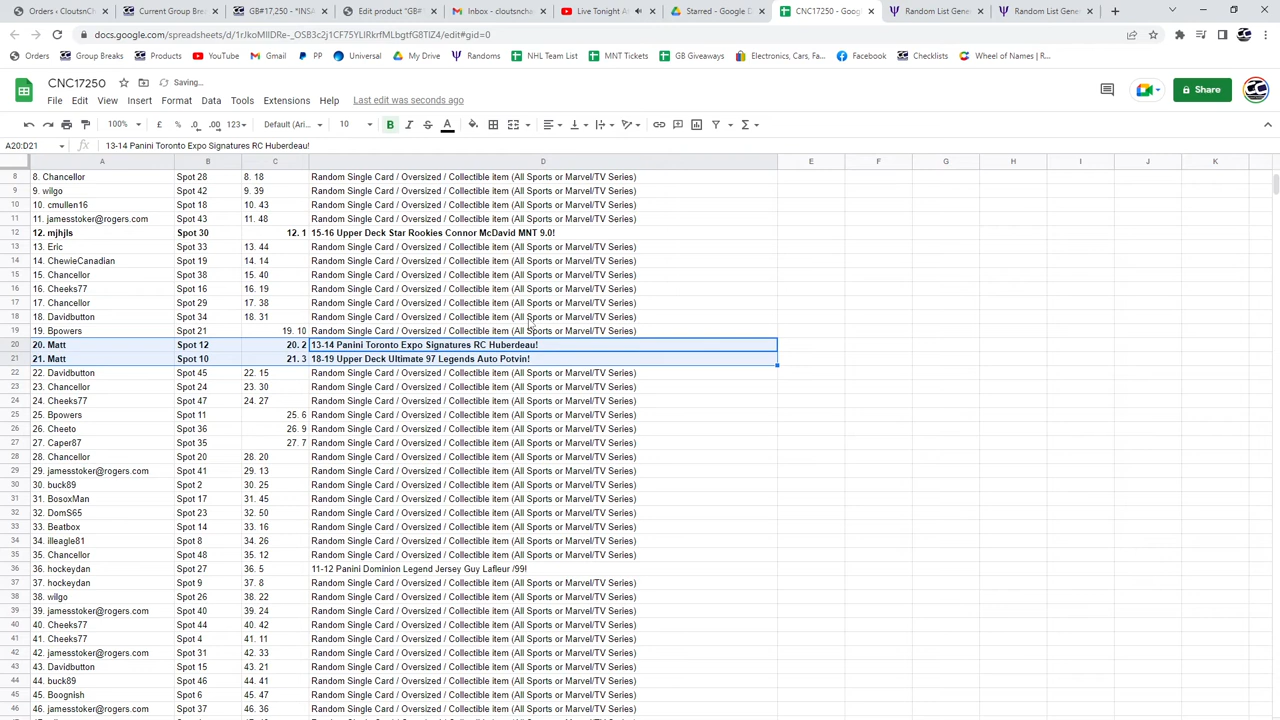 Orders ‹ CloutsnCh
Current Group Break
GB#17,250 - "INSA
Edit product "GB#
Inbox - cloutsnchar
Live Tonight At
Starred - Google D
CNC17250 - Goog
Random List Gene
Random List Gene
docs.google.com/spreadsheets/d/1rJkoMlIDRe-_OSB3c2j1CF75YLIRkrfMLbgtfG8TlZ4/edit#gid=0
Orders
Group Breaks
Products
YouTube
Gmail
PP
Universal
My Drive
Randoms
NHL Team List
MNT Tickets
GB Giveaways
Electronics, Cars, Fa...
Facebook
Checklists
Wheel of Names | R...
CNC17250
Saving...
File Edit View Insert Format Data Tools Extensions Help Last edit was seconds ago
Share
100% £ % .0 .00 123 Default (Ari... 10 B I S A
A20:D21 13-14 Panini Toronto Expo Signatures RC Huberdeau!
A B C D E F G H I J K
8 8. Chancellor Spot 28 8. 18 Random Single Card / Oversized / Collectible item (All Sports or Marvel/TV Series)
9 9. wilgo Spot 42 9. 39 Random Single Card / Oversized / Collectible item (All Sports or Marvel/TV Series)
10 10. cmullen16 Spot 18 10. 43 Random Single Card / Oversized / Collectible item (All Sports or Marvel/TV Series)
11 11. jamesstoker@rogers.com Spot 43 11. 48 Random Single Card / Oversized / Collectible item (All Sports or Marvel/TV Series)
12 12. mjhjls Spot 30 12. 1 15-16 Upper Deck Star Rookies Connor McDavid MNT 9.0!
13 13. Eric Spot 33 13. 44 Random Single Card / Oversized / Collectible item (All Sports or Marvel/TV Series)
14 14. ChewieCanadian Spot 19 14. 14 Random Single Card / Oversized / Collectible item (All Sports or Marvel/TV Series)
15 15. Chancellor Spot 38 15. 40 Random Single Card / Oversized / Collectible item (All Sports or Marvel/TV Series)
16 16. Cheeks77 Spot 16 16. 19 Random Single Card / Oversized / Collectible item (All Sports or Marvel/TV Series)
17 17. Chancellor Spot 29 17. 38 Random Single Card / Oversized / Collectible item (All Sports or Marvel/TV Series)
18 18. Davidbutton Spot 34 18. 31 Random Single Card / Oversized / Collectible item (All Sports or Marvel/TV Series)
19 19. Bpowers Spot 21 19. 10 Random Single Card / Oversized / Collectible item (All Sports or Marvel/TV Series)
20 20. Matt Spot 12 20. 2 13-14 Panini Toronto Expo Signatures RC Huberdeau!
21 21. Matt Spot 10 21. 3 18-19 Upper Deck Ultimate 97 Legends Auto Potvin!
22 22. Davidbutton Spot 45 22. 15 Random Single Card / Oversized / Collectible item (All Sports or Marvel/TV Series)
23 23. Chancellor Spot 24 23. 30 Random Single Card / Oversized / Collectible item (All Sports or Marvel/TV Series)
24 24. Cheeks77 Spot 47 24. 27 Random Single Card / Oversized / Collectible item (All Sports or Marvel/TV Series)
25 25. Bpowers Spot 11 25. 6 Random Single Card / Oversized / Collectible item (All Sports or Marvel/TV Series)
26 26. Cheeto Spot 36 26. 9 Random Single Card / Oversized / Collectible item (All Sports or Marvel/TV Series)
27 27. Caper87 Spot 35 27. 7 Random Single Card / Oversized / Collectible item (All Sports or Marvel/TV Series)
28 28. Chancellor Spot 20 28. 20 Random Single Card / Oversized / Collectible item (All Sports or Marvel/TV Series)
29 29. jamesstoker@rogers.com Spot 41 29. 13 Random Single Card / Oversized / Collectible item (All Sports or Marvel/TV Series)
30 30. buck89 Spot 2 30. 25 Random Single Card / Oversized / Collectible item (All Sports or Marvel/TV Series)
31 31. BosoxMan Spot 17 31. 45 Random Single Card / Oversized / Collectible item (All Sports or Marvel/TV Series)
32 32. DomS65 Spot 23 32. 50 Random Single Card / Oversized / Collectible item (All Sports or Marvel/TV Series)
33 33. Beatbox Spot 14 33. 16 Random Single Card / Oversized / Collectible item (All Sports or Marvel/TV Series)
34 34. illeagle81 Spot 8 34. 26 Random Single Card / Oversized / Collectible item (All Sports or Marvel/TV Series)
35 35. Chancellor Spot 48 35. 12 Random Single Card / Oversized / Collectible item (All Sports or Marvel/TV Series)
36 36. hockeydan Spot 27 36. 5 11-12 Panini Dominion Legend Jersey Guy Lafleur /99!
37 37. hockeydan Spot 9 37. 8 Random Single Card / Oversized / Collectible item (All Sports or Marvel/TV Series)
38 38. wilgo Spot 26 38. 22 Random Single Card / Oversized / Collectible item (All Sports or Marvel/TV Series)
39 39. jamesstoker@rogers.com Spot 40 39. 24 Random Single Card / Oversized / Collectible item (All Sports or Marvel/TV Series)
40 40. Cheeks77 Spot 44 40. 42 Random Single Card / Oversized / Collectible item (All Sports or Marvel/TV Series)
41 41. Cheeks77 Spot 4 41. 11 Random Single Card / Oversized / Collectible item (All Sports or Marvel/TV Series)
42 42. jamesstoker@rogers.com Spot 31 42. 33 Random Single Card / Oversized / Collectible item (All Sports or Marvel/TV Series)
43 43. Davidbutton Spot 15 43. 21 Random Single Card / Oversized / Collectible item (All Sports or Marvel/TV Series)
44 44. buck89 Spot 46 44. 41 Random Single Card / Oversized / Collectible item (All Sports or Marvel/TV Series)
45 45. Boognish Spot 6 45. 47 Random Single Card / Oversized / Collectible item (All Sports or Marvel/TV Series)
46 46. jamesstoker@rogers.com Spot 37 46. 36 Random Single Card / Oversized / Collectible item (All Sports or Marvel/TV Series)